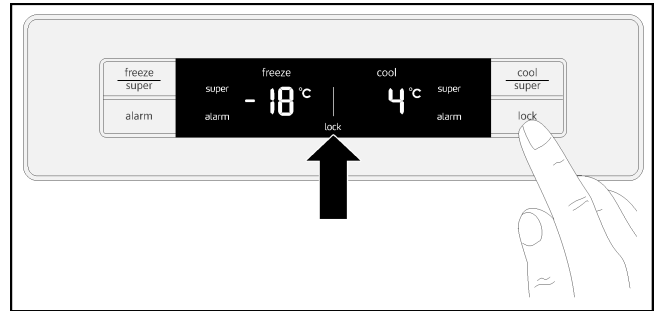 freeze
super
alarm
freeze
super
alarm
-18 °C
lock
cool
4 °C
super
alarm
cool
super
lock